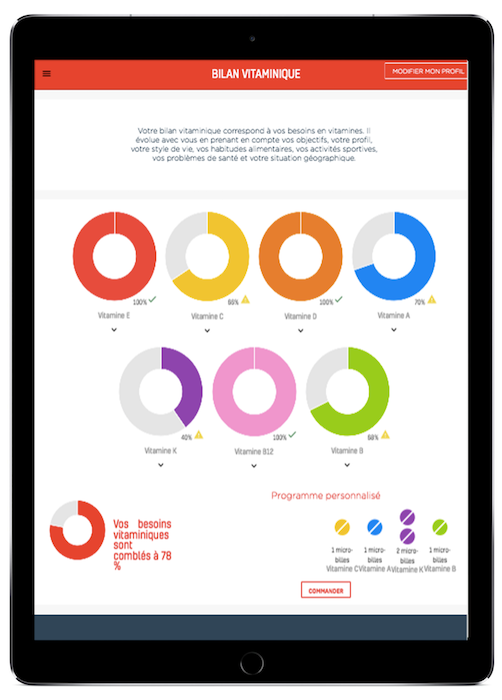 BILAN VITAMINIQUE
MODIFIER MON PROFIL
Votre bilan vitaminique correspond à vos besoins en vitamines. Il
évolue avec vous en prenant en compte vos objectifs, votre profil,
votre style de vie, vos habitudes alimentaires, vos activités sportives,
vos problèmes de santé et votre situation géographique.
100%
66%
100%
70%
Vitamine E
Vitamine C
Vitamine D
Vitamine A
40%
100%
68%
Vitamine K
Vitamine B12
Vitamine B
Vos besoins
vitaminiques
sont
comblés à 78
%
Programme personnalisé
1 micro-
billes
Vitamine C
1 micro-
billes
Vitamine A
2 micro-
billes
Vitamine K
1 micro-
billes
Vitamine B
COMMANDER